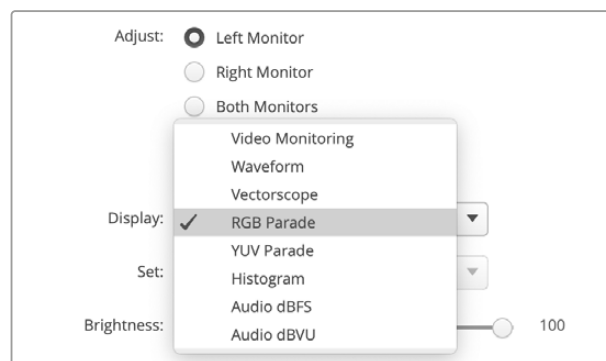 Adjust: Left Monitor
Right Monitor
Both Monitors
Video Monitoring
Waveform
Vectorscope
Display: RGB Parade
YUV Parade
Set: Histogram
Audio dBFS
Brightness: Audio dBVU 100